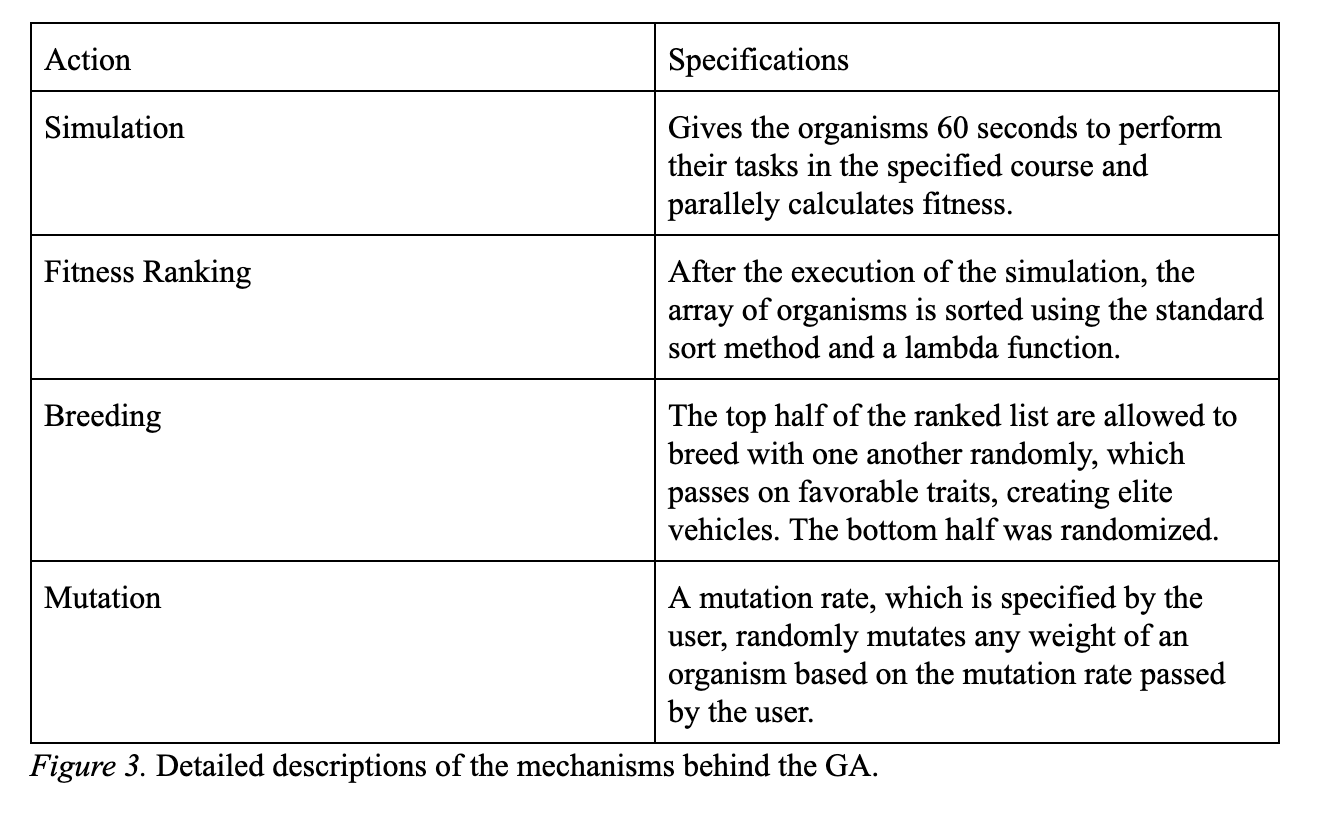 Action
Specifications
Simulation
Gives the organisms 60 seconds to perform
their tasks in the specified course and
parallely calculates fitness.
Fitness Ranking
After the execution of the simulation, the
array of organisms is sorted using the standard
sort method and a lambda function.
Breeding
The top half of the ranked list are allowed to
breed with one another randomly, which
passes on favorable traits, creating elite
vehicles. The bottom half was randomized.
Mutation
A mutation rate, which is specified by the
user, randomly mutates any weight of an
organism based on the mutation rate passed
by the user.
Figure 3. Detailed descriptions of the mechanisms behind the GA.